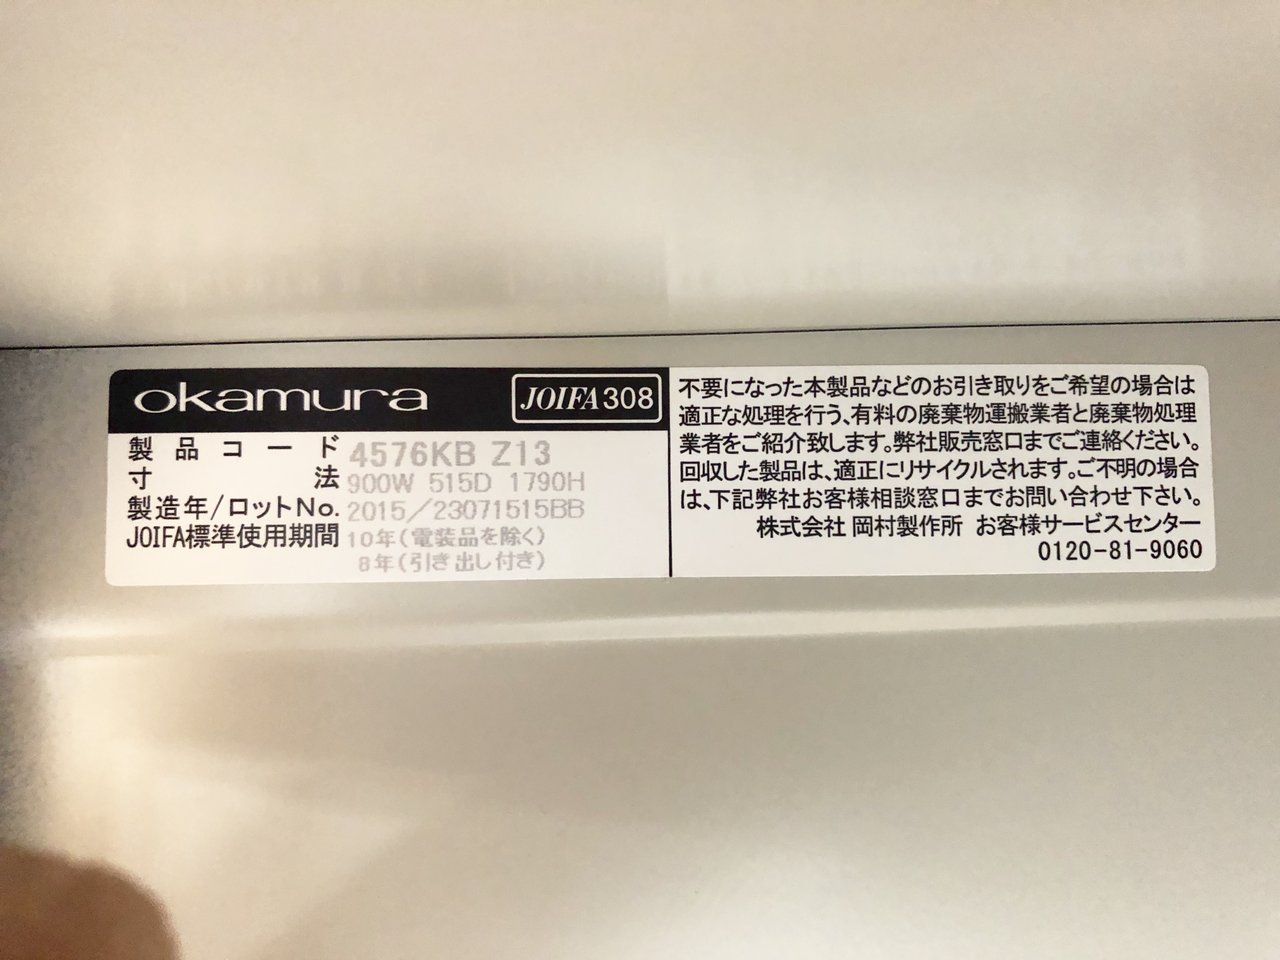 okamura JOIFA308
製品コード 4576KB Z13
寸法 900W 515D 1790H
製造年/ロットNo. 2015/23071515BB
JOIFA標準使用期間 10年(電装品を除く)
8年(引き出し付き)
不要になった本製品などのお引き取りをご希望の場合は
適正な処理を行う、有料の廃棄物運搬業者と廃棄物処理
業者をご紹介致します。弊社販売窓口までご連絡ください。
回収した製品は、適正にリサイクルされます。ご不明の場合
は、下記弊社お客様相談窓口までお問い合わせ下さい。
株式会社 岡村製作所 お客様サービスセンター
0120-81-9060